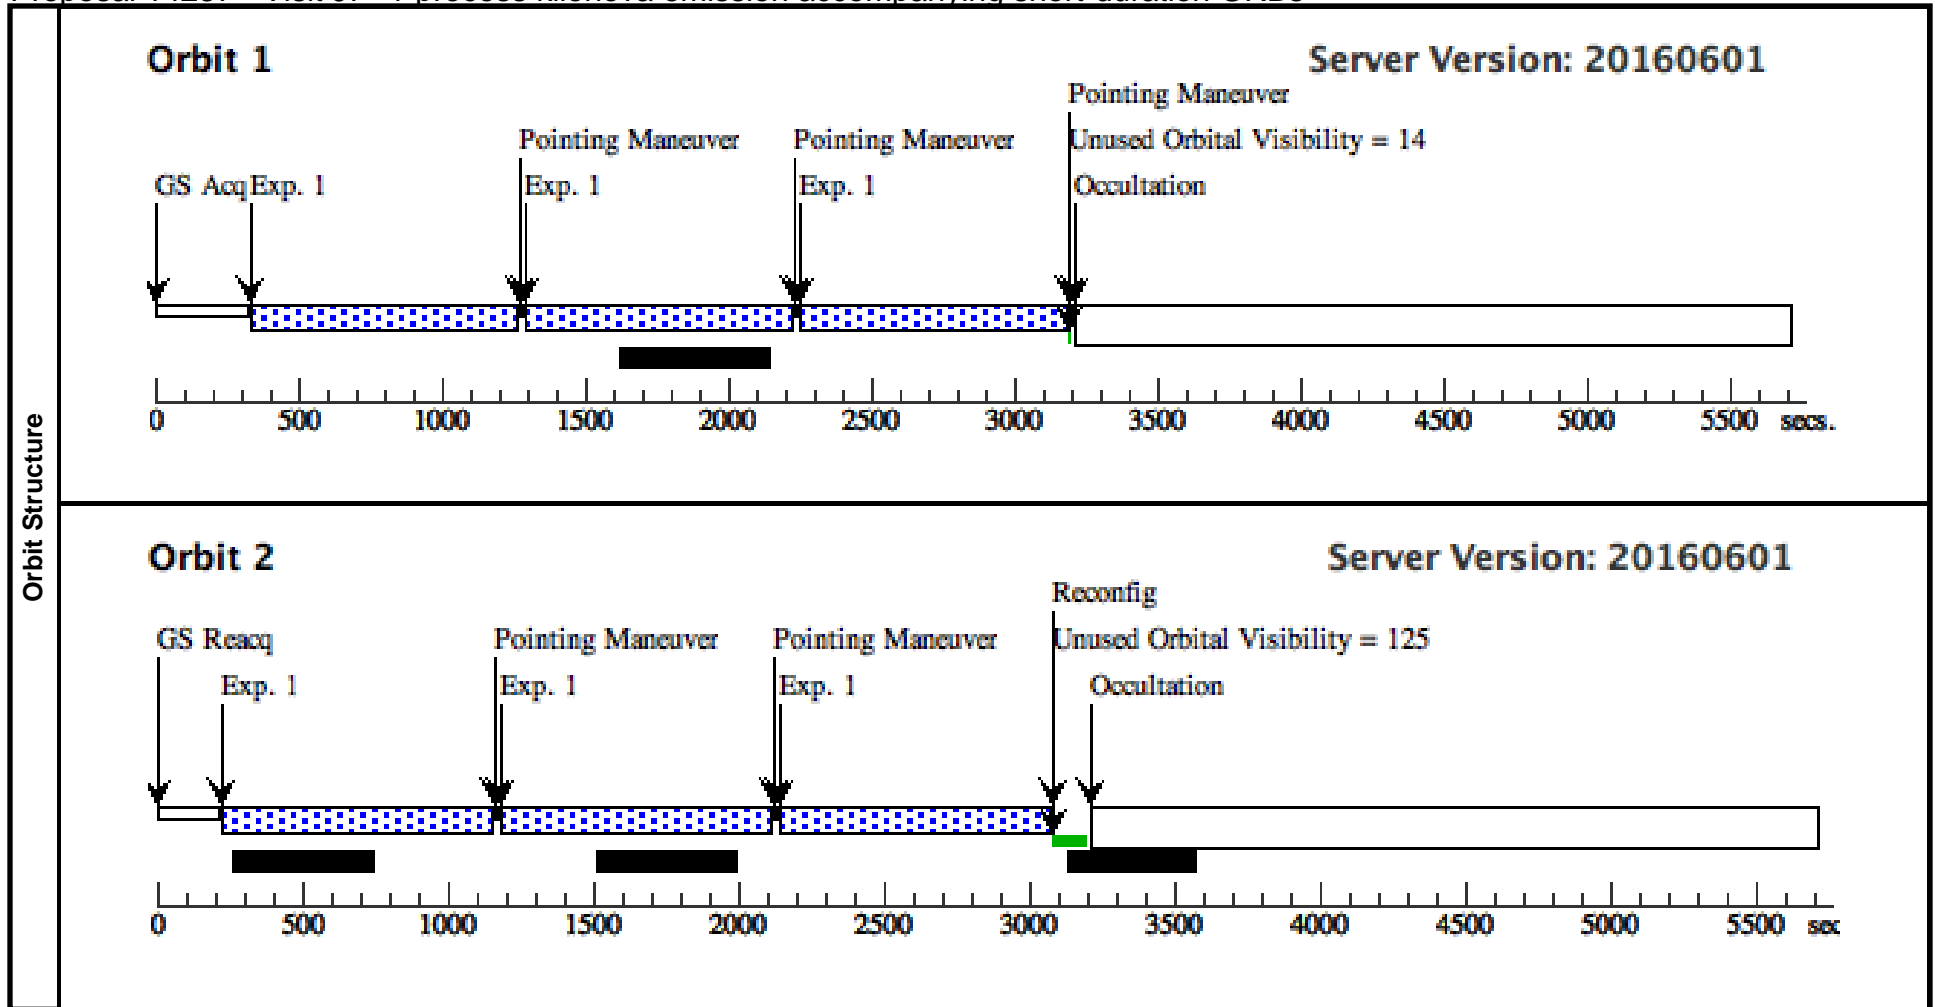 Orbit Structure
Orbit 1
Server Version: 20160601
Pointing Maneuver
Pointing Maneuver Pointing Maneuver Unused Orbital Visibility = 14
GS Acq Exp. 1 Exp. 1 Exp. 1 Occultation
0 500 1000 1500 2000 2500 3000 3500 4000 4500 5000 5500 secs.
Orbit 2
Server Version: 20160601
Reconfig
GS Reacq Pointing Maneuver Pointing Maneuver Unused Orbital Visibility = 125
Exp. 1 Exp. 1 Exp. 1 Occultation
0 500 1000 1500 2000 2500 3000 3500 4000 4500 5000 5500 sec